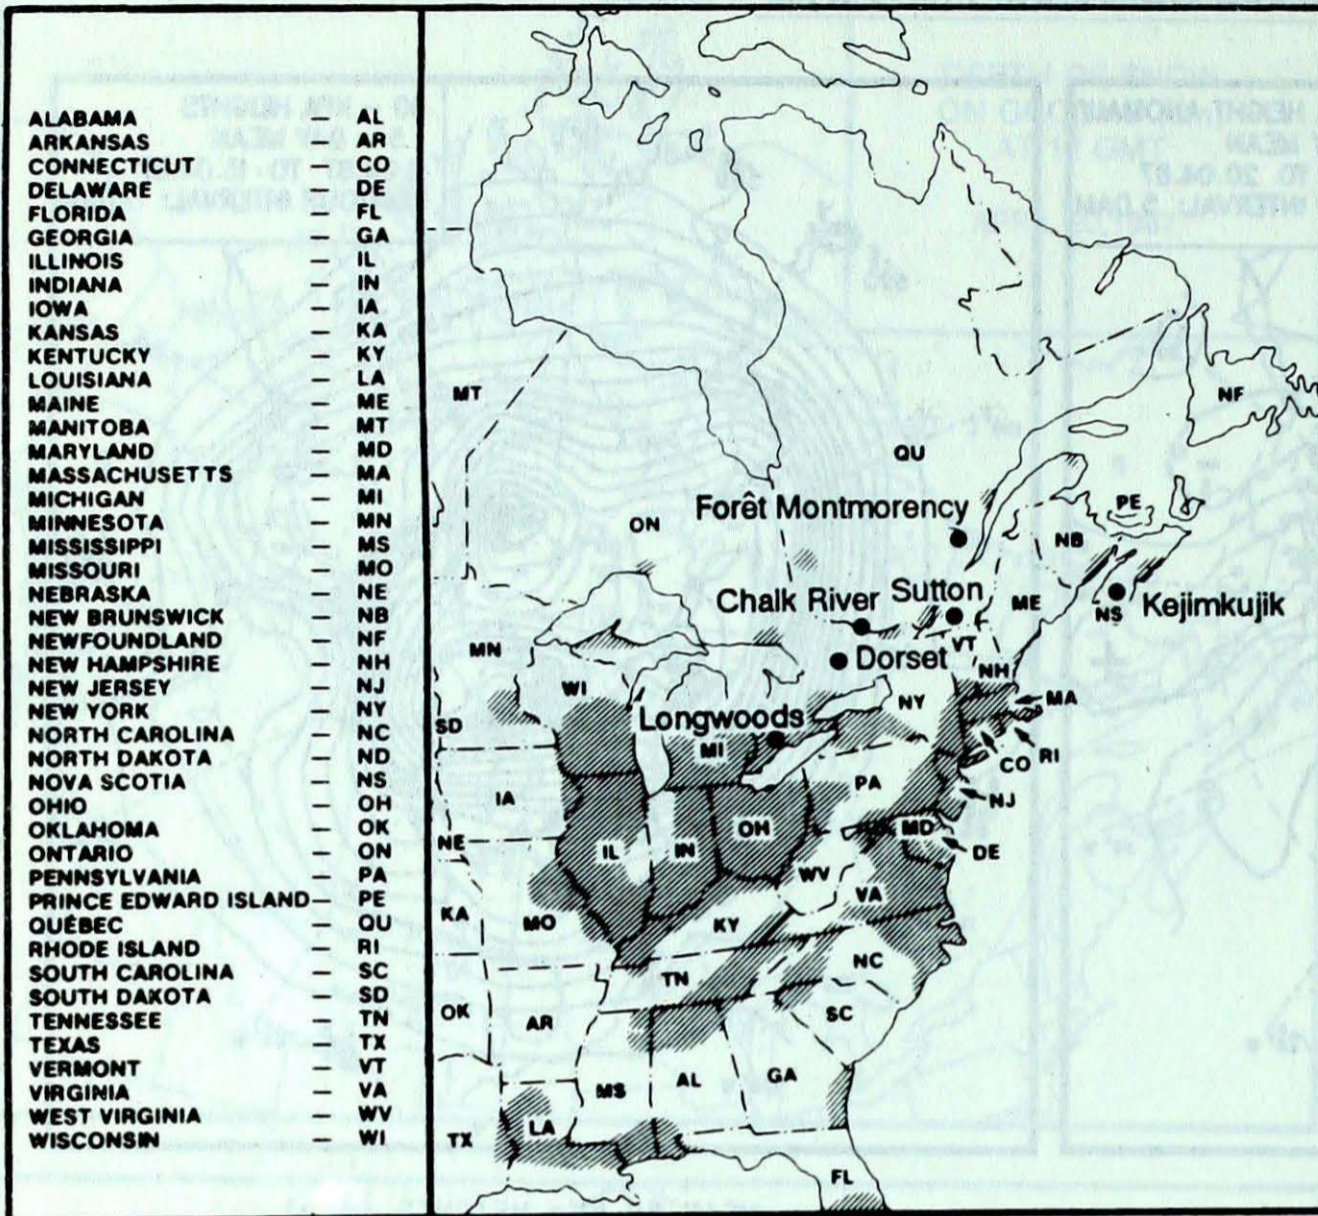 ALABAMA – AL
ARKANSAS – AR
CONNECTICUT – CO
DELAWARE – DE
FLORIDA – FL
GEORGIA – GA
ILLINOIS – IL
INDIANA – IN
IOWA – IA
KANSAS – KA
KENTUCKY – KY
LOUISIANA – LA
MAINE – ME
MANITOBA – MT
MARYLAND – MD
MASSACHUSETTS – MA
MICHIGAN – MI
MINNESOTA – MN
MISSISSIPPI – MS
MISSOURI – MO
NEBRASKA – NE
NEW BRUNSWICK – NB
NEWFOUNDLAND – NF
NEW HAMPSHIRE – NH
NEW JERSEY – NJ
NEW YORK – NY
NORTH CAROLINA – NC
NORTH DAKOTA – ND
NOVA SCOTIA – NS
OHIO – OH
OKLAHOMA – OK
ONTARIO – ON
PENNSYLVANIA – PA
PRINCE EDWARD ISLAND – PE
QUÉBEC – QU
RHODE ISLAND – RI
SOUTH CAROLINA – SC
SOUTH DAKOTA – SD
TENNESSEE – TN
TEXAS – TX
VERMONT – VT
VIRGINIA – VA
WEST VIRGINIA – WV
WISCONSIN – WI
MT
NF
QU
Forêt Montmorency
PE
ON
NB
Chalk River
Sutton
ME
NS
Kejimkujik
MN
Dorset
VT
NH
WI
NY
MA
SD
Longwoods
MI
RI
CO
IA
PA
NJ
NE
IL
IN
OH
MD
DE
WV
VA
KA
MO
KY
NC
TN
OK
AR
SC
MS
AL
GA
LA
TX
FL